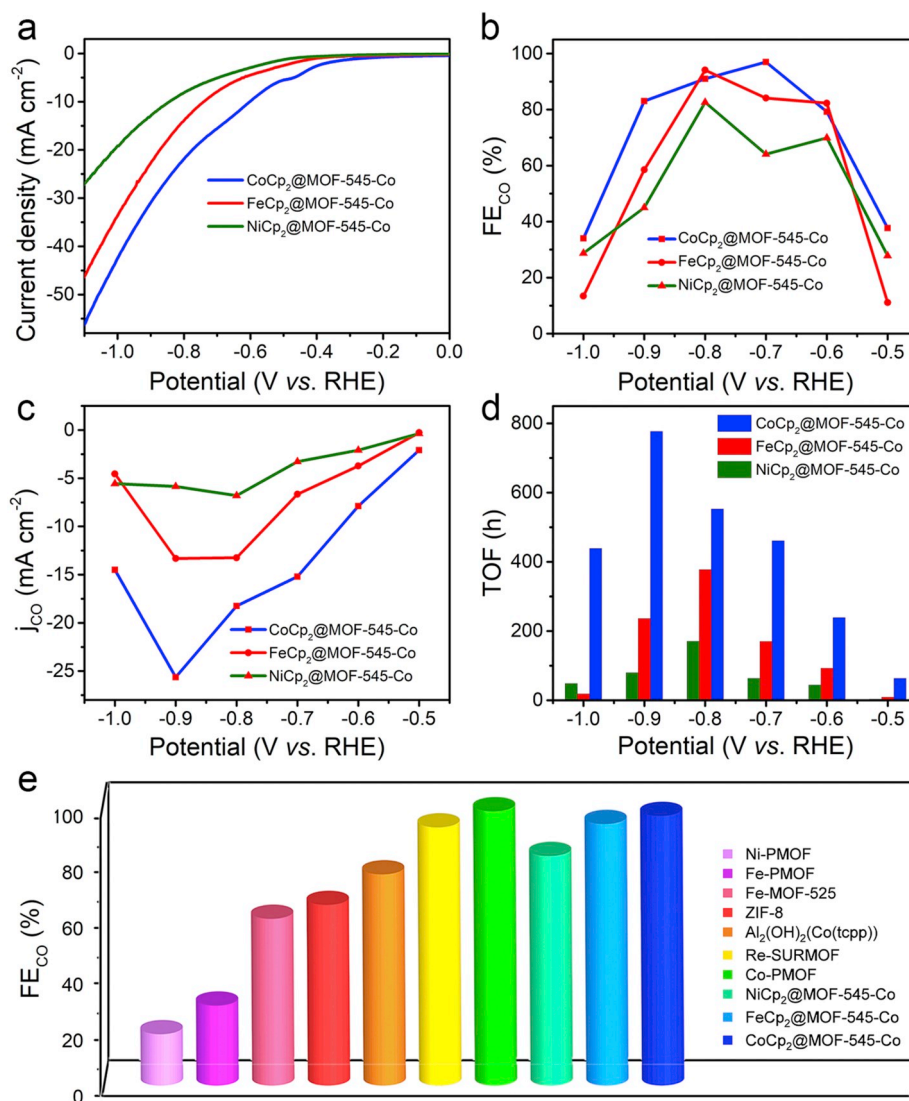 a
Current density (mA cm⁻²)
0
-10
-20
-30
-40
-50
CoCp₂@MOF-545-Co
FeCp₂@MOF-545-Co
NiCp₂@MOF-545-Co
-1.0 -0.8 -0.6 -0.4 -0.2 0.0
Potential (V vs. RHE)
b
FE_CO (%)
100
80
60
40
20
0
CoCp₂@MOF-545-Co
FeCp₂@MOF-545-Co
NiCp₂@MOF-545-Co
-1.0 -0.9 -0.8 -0.7 -0.6 -0.5
Potential (V vs. RHE)
c
j_CO (mA cm⁻²)
0
-5
-10
-15
-20
-25
CoCp₂@MOF-545-Co
FeCp₂@MOF-545-Co
NiCp₂@MOF-545-Co
-1.0 -0.9 -0.8 -0.7 -0.6 -0.5
Potential (V vs. RHE)
d
TOF (h)
800
600
400
200
0
CoCp₂@MOF-545-Co
FeCp₂@MOF-545-Co
NiCp₂@MOF-545-Co
-1.0 -0.9 -0.8 -0.7 -0.6 -0.5
Potential (V vs. RHE)
e
FE_CO (%)
100
80
60
40
20
0
Ni-PMOF
Fe-PMOF
Fe-MOF-525
ZIF-8
Al₂(OH)₂(Co(tcpp))
Re-SURMOF
Co-PMOF
NiCp₂@MOF-545-Co
FeCp₂@MOF-545-Co
CoCp₂@MOF-545-Co